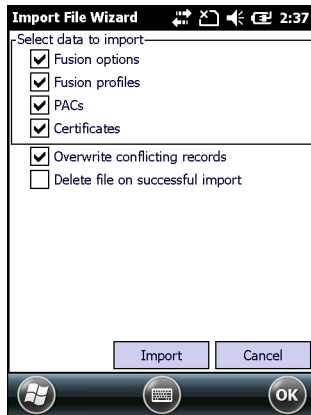 Import File Wizard 2:37
Select data to import
Fusion options
Fusion profiles
PACs
Certificates
Overwrite conflicting records
Delete file on successful import
Import Cancel
OK